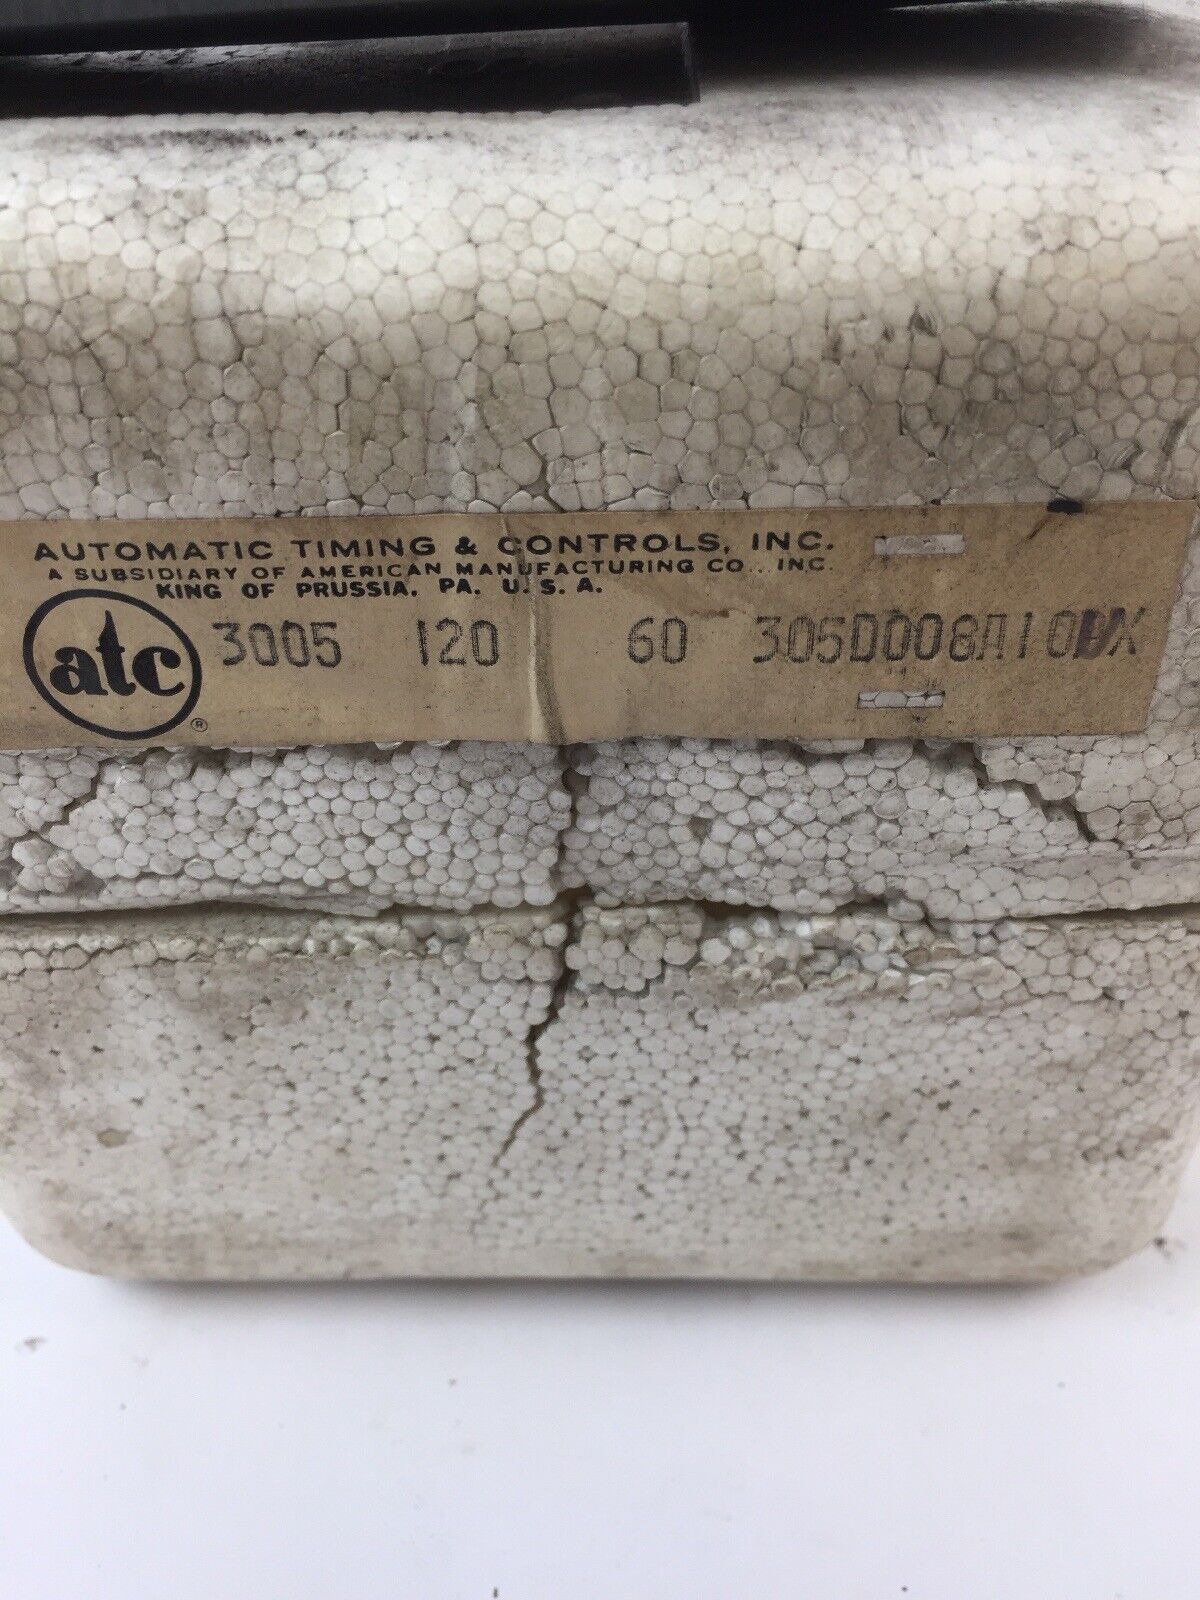 AUTOMATIC TIMING & CONTROLS, INC.
A SUBSIDIARY OF AMERICAN MANUFACTURING CO., INC.
KING OF PRUSSIA, PA. U. S. A.
atc ® 3005 120 60